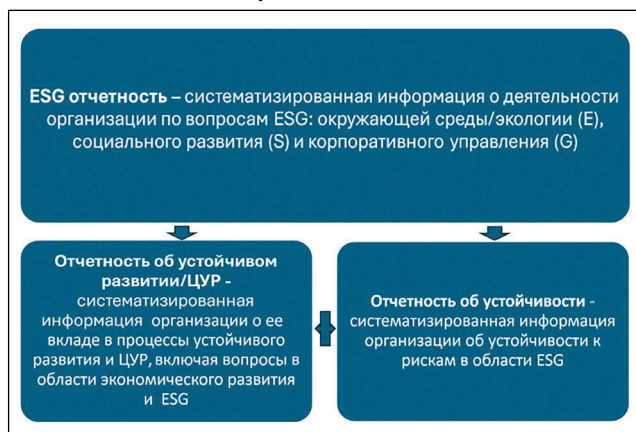 ESG отчетность – систематизированная информация о деятельности
организации по вопросам ESG: окружающей среды/экологии (E),
социального развития (S) и корпоративного управления (G)
Отчетность об устойчивом
развитии/ЦУР -
систематизированная
информация организации о ее
вкладе в процессы устойчивого
развития и ЦУР, включая вопросы в
области экономического развития
и ESG
Отчетность об устойчивости -
систематизированная информация
организации об устойчивости к
рискам в области ESG